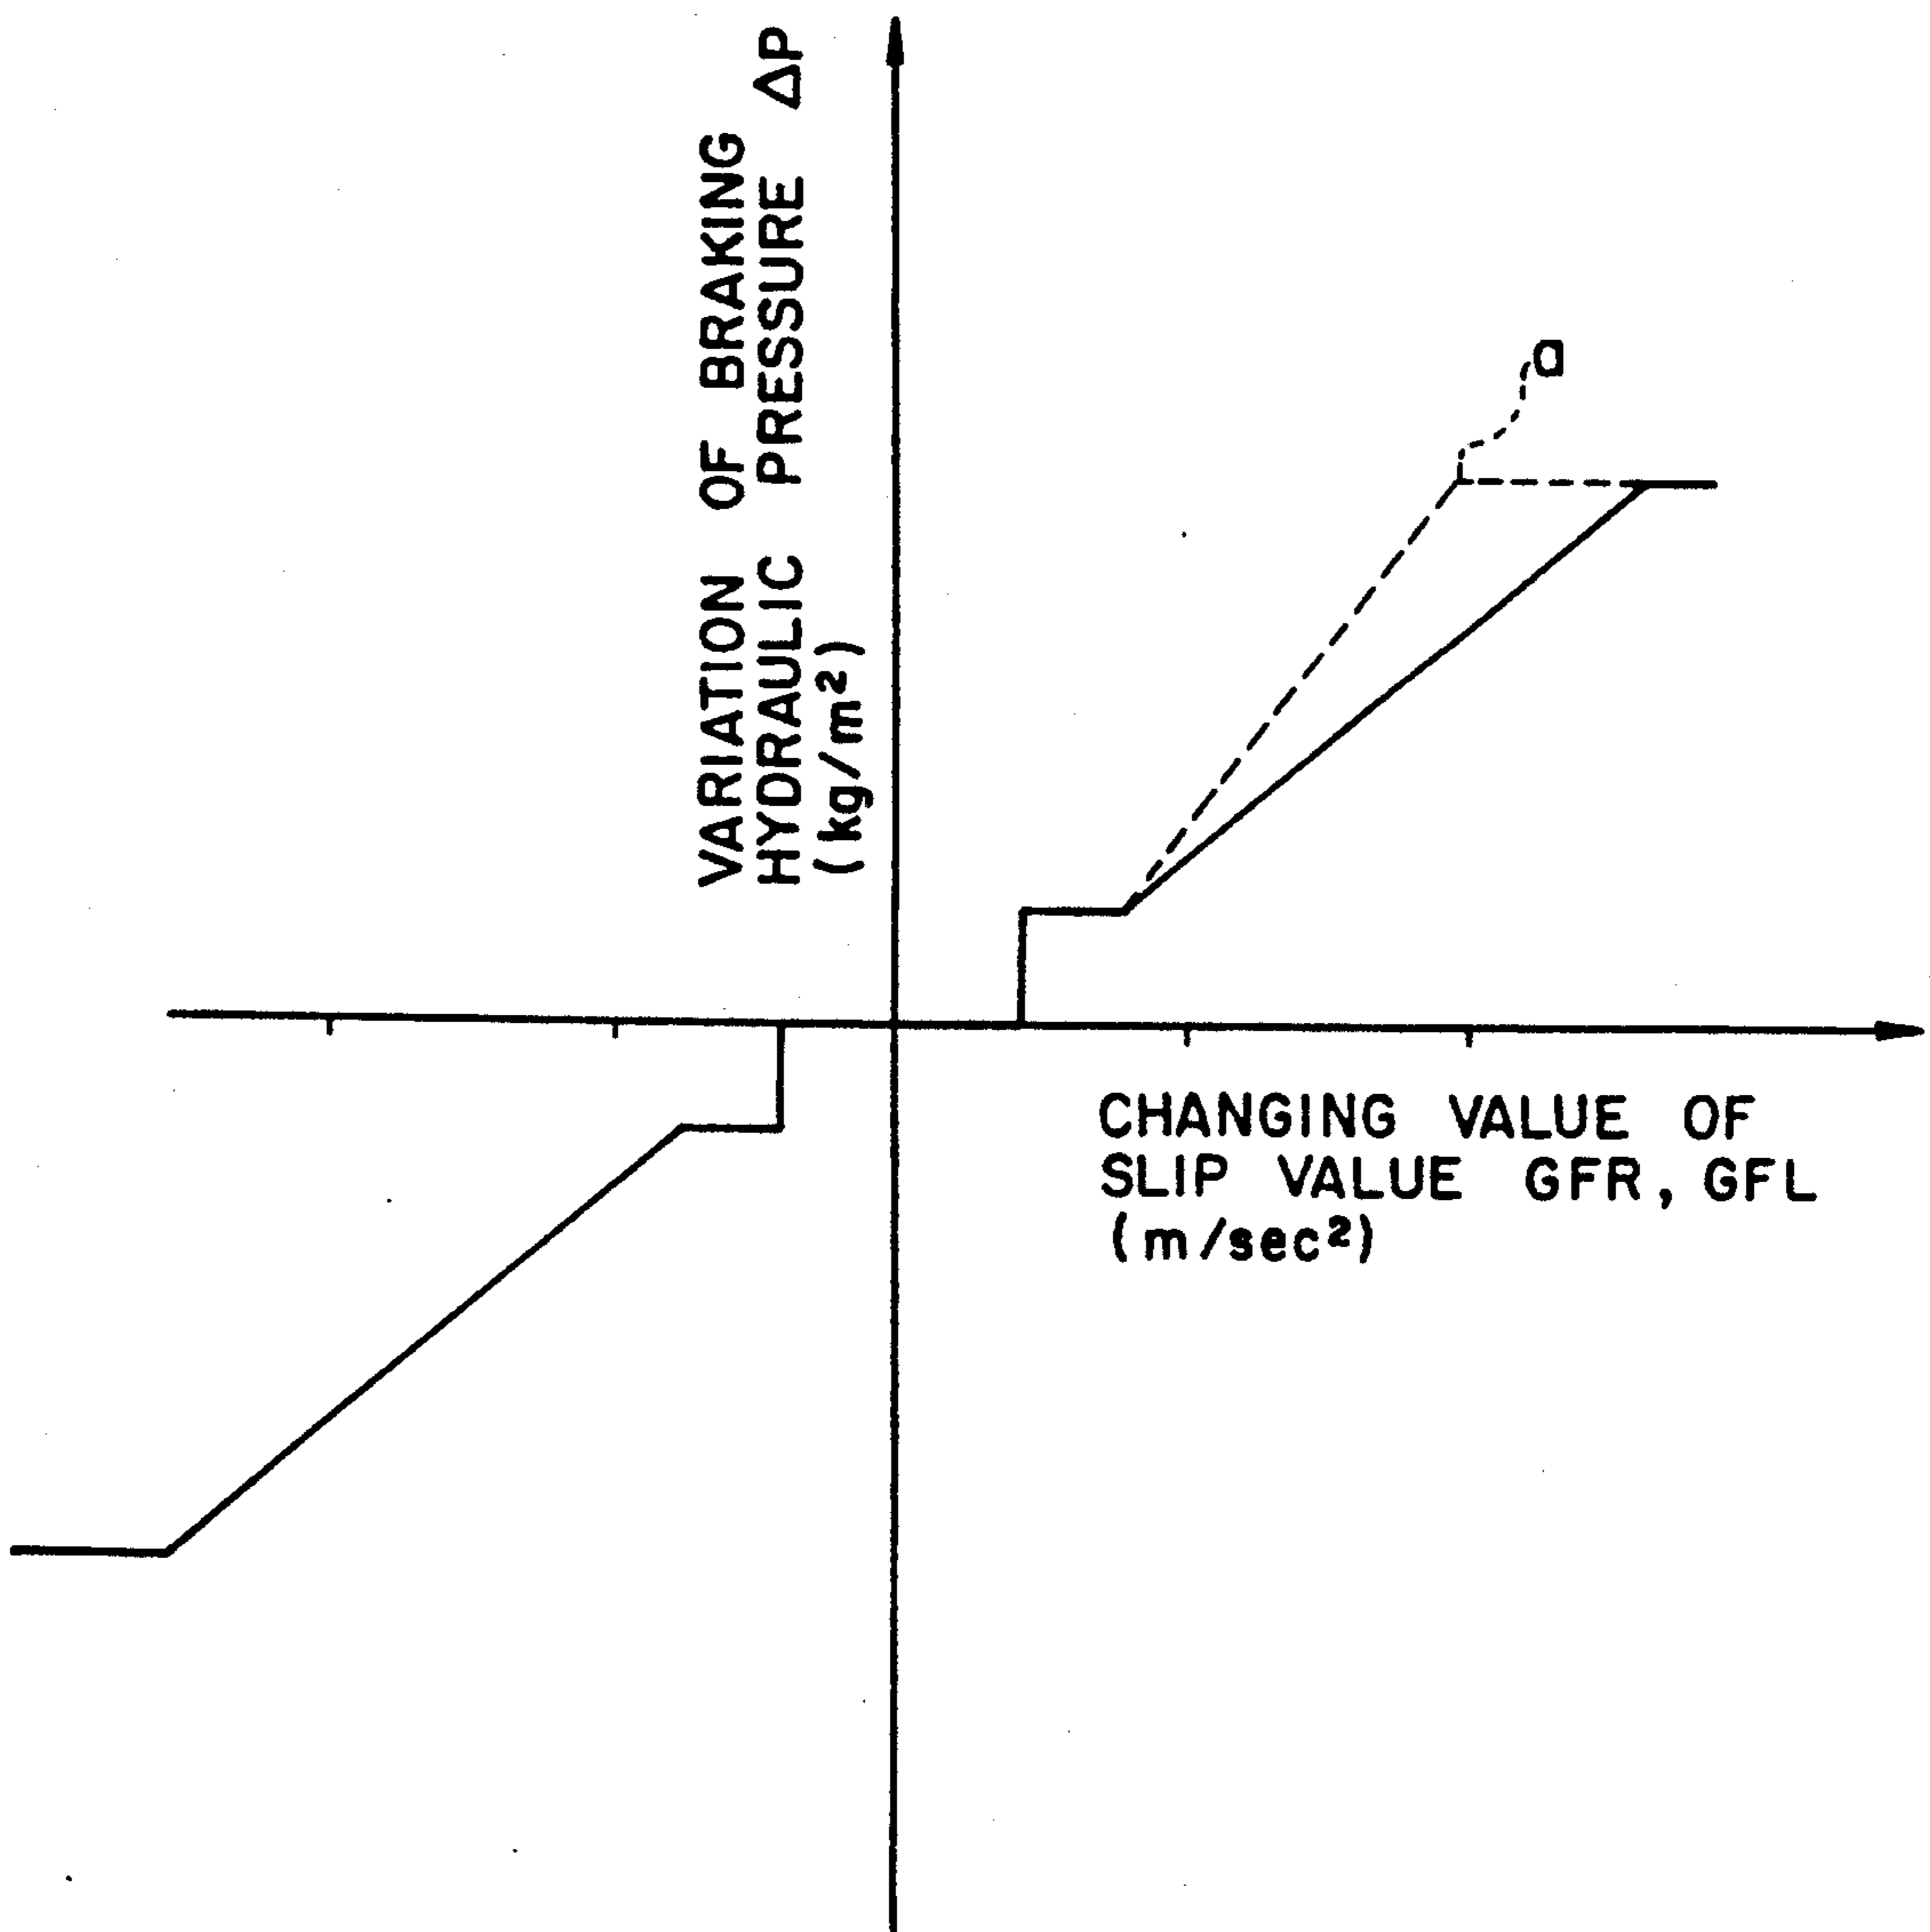 VARIATION OF BRAKING
HYDRAULIC PRESSURE ΔP
(kg/m²)
a
CHANGING VALUE OF
SLIP VALUE GFR, GFL
(m/sec²)